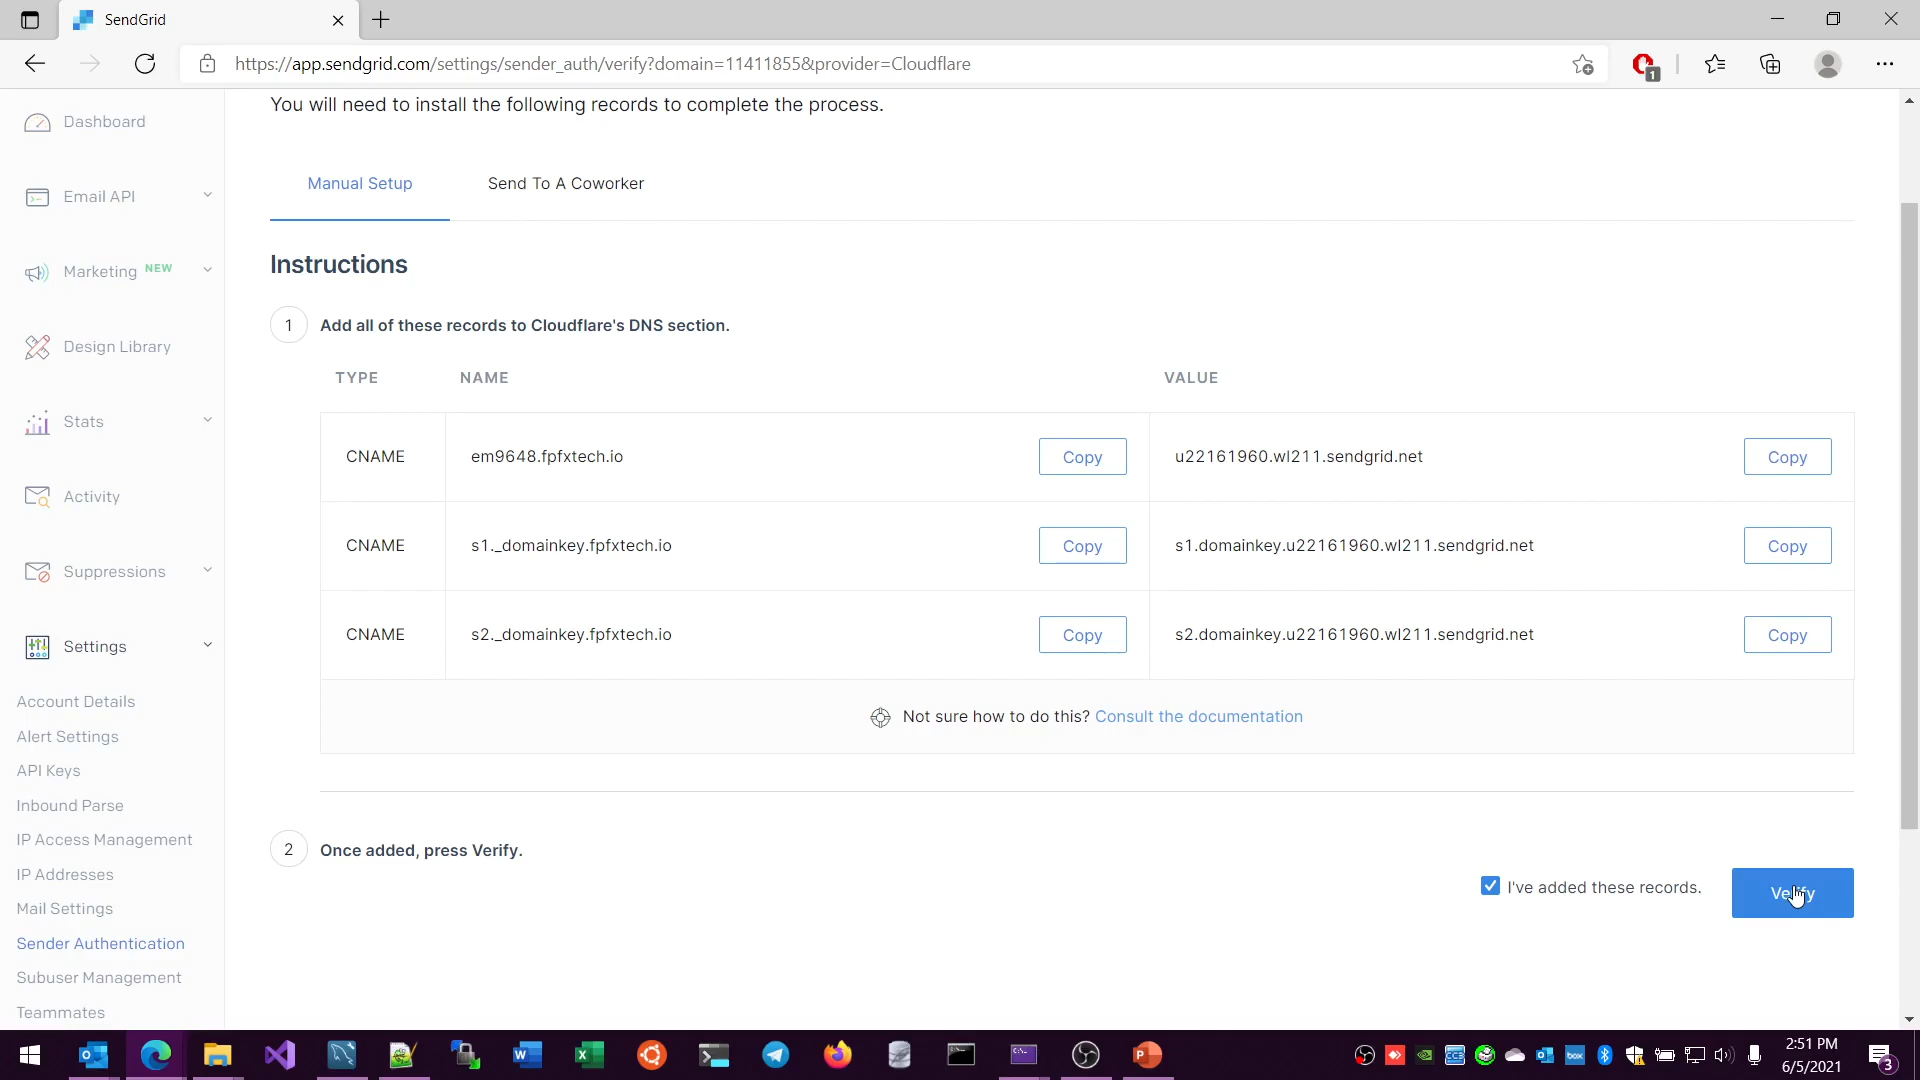 SendGrid
https://app.sendgrid.com/settings/sender_auth/verify?domain=11411855&provider=Cloudflare
1
Dashboard
Email API
Marketing NEW
Design Library
Stats
Activity
Suppressions
Settings
Account Details
Alert Settings
API Keys
Inbound Parse
IP Access Management
IP Addresses
Mail Settings
Sender Authentication
Subuser Management
Teammates
You will need to install the following records to complete the process.
Manual Setup Send To A Coworker
Instructions
1 Add all of these records to Cloudflare's DNS section.
TYPE NAME VALUE
CNAME em9648.fpfxtech.io Copy u22161960.wl211.sendgrid.net Copy
CNAME s1._domainkey.fpfxtech.io Copy s1.domainkey.u22161960.wl211.sendgrid.net Copy
CNAME s2._domainkey.fpfxtech.io Copy s2.domainkey.u22161960.wl211.sendgrid.net Copy
Not sure how to do this? Consult the documentation
2 Once added, press Verify.
I've added these records. Verify
2:51 PM
6/5/2021
3